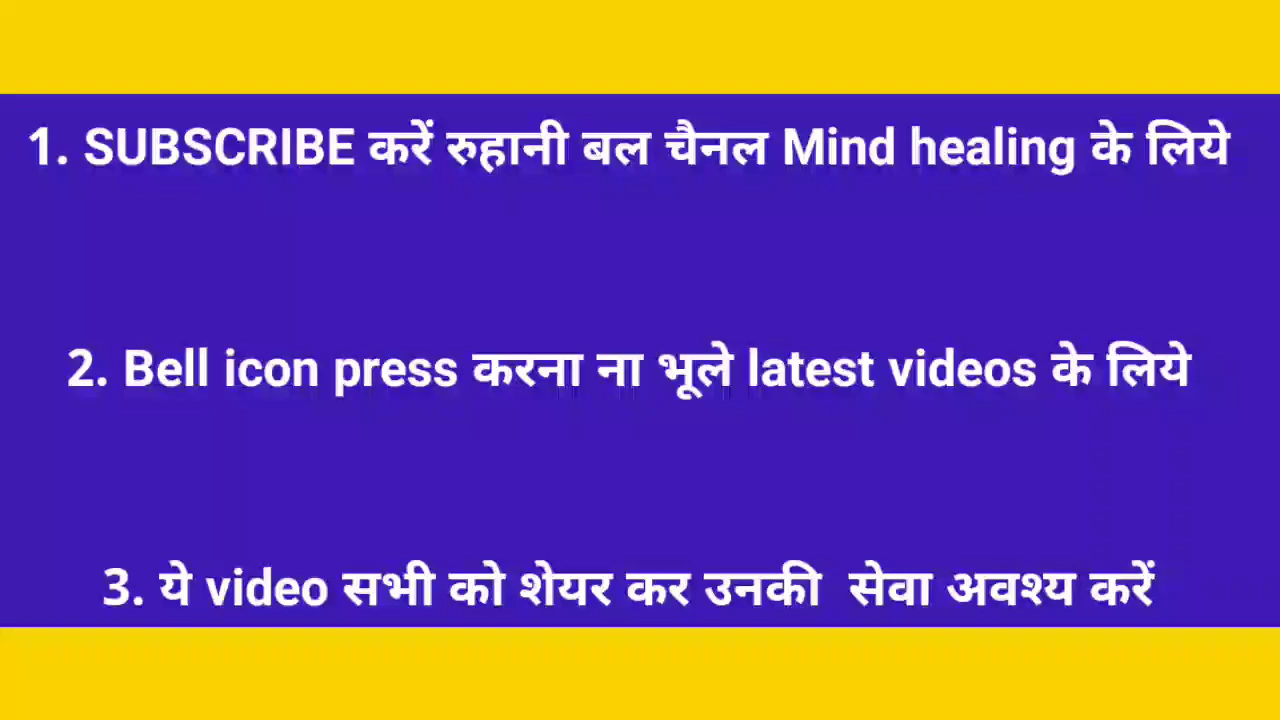 1. SUBSCRIBE करें रुहानी बल चैनल Mind healing के लिये
2. Bell icon press करना ना भूले latest videos के लिये
3. ये video सभी को शेयर कर उनकी सेवा अवश्य करें